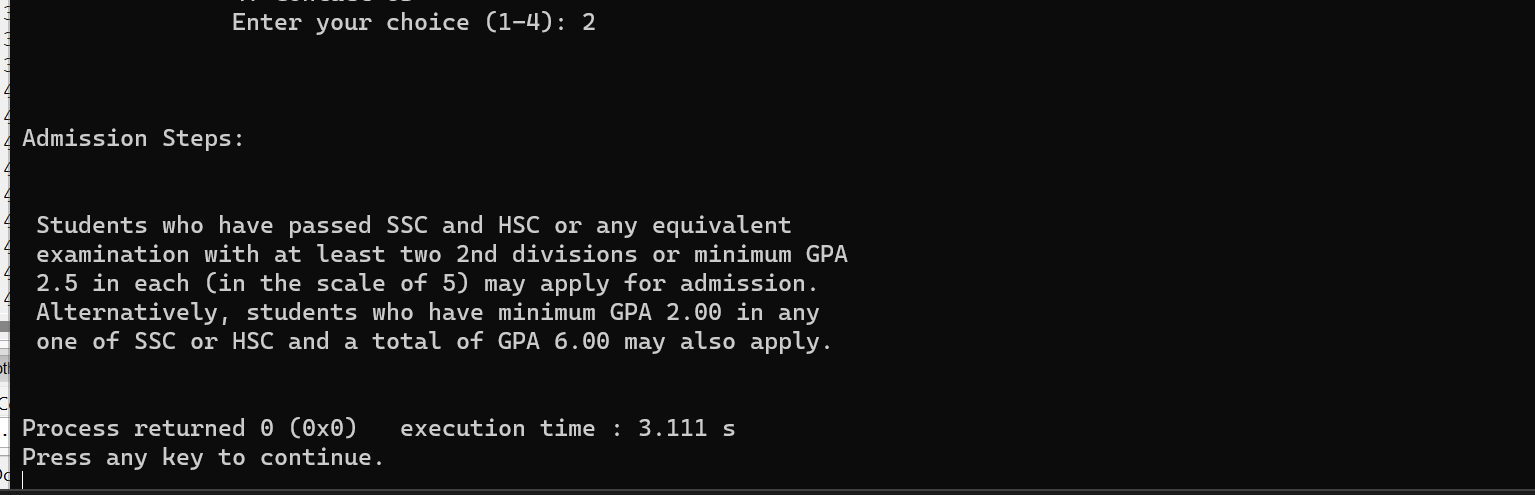 Enter your choice (1-4): 2
Admission Steps:
Students who have passed SSC and HSC or any equivalent
examination with at least two 2nd divisions or minimum GPA
2.5 in each (in the scale of 5) may apply for admission.
Alternatively, students who have minimum GPA 2.00 in any
one of SSC or HSC and a total of GPA 6.00 may also apply.
Process returned 0 (0x0)   execution time : 3.111 s
Press any key to continue.